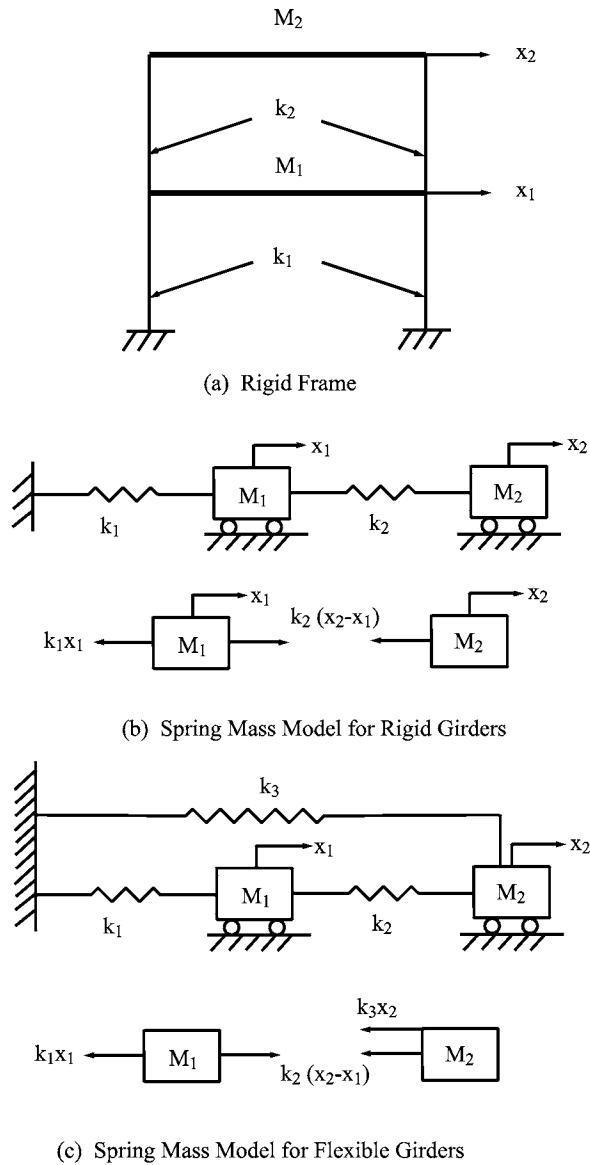 M₂
x₂
k₂
M₁
x₁
k₁
(a) Rigid Frame
x₁
x₂
M₁
M₂
k₁
k₂
x₁
x₂
k₁x₁
M₁
k₂ (x₂-x₁)
M₂
(b) Spring Mass Model for Rigid Girders
k₃
x₁
x₂
M₁
M₂
k₁
k₂
k₃x₂
k₁x₁
M₁
k₂ (x₂-x₁)
M₂
(c) Spring Mass Model for Flexible Girders